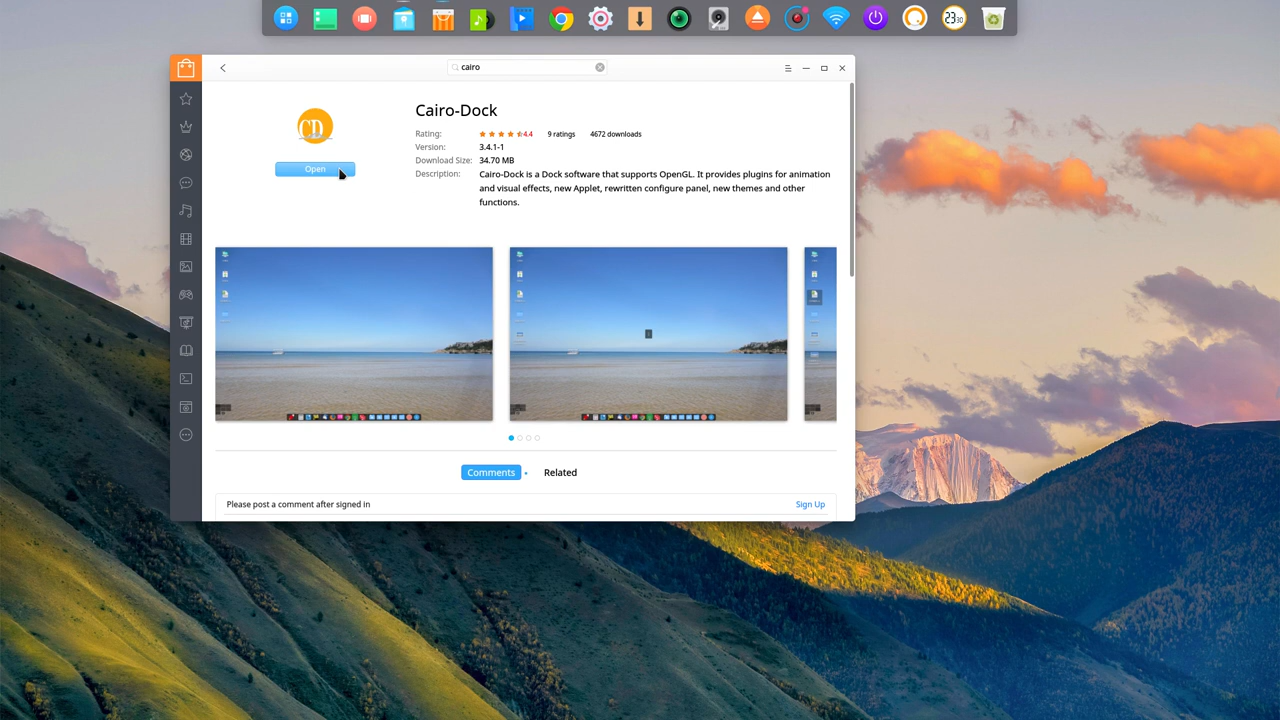 23 30
cairo
Cairo-Dock
CD
Rating: 4.4 9 ratings 4672 downloads
Version: 3.4.1-1
Download Size: 34.70 MB
Open
Description: Cairo-Dock is a Dock software that supports OpenGL. It provides plugins for animation
and visual effects, new Applet, rewritten configure panel, new themes and other
functions.
Comments Related
Please post a comment after signed in Sign Up